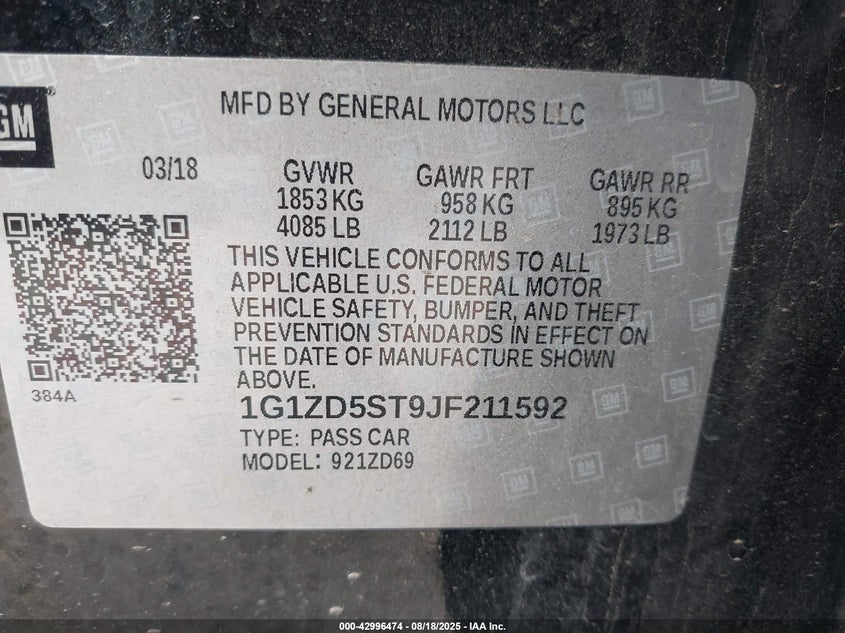 GM
MFD BY GENERAL MOTORS LLC
03/18 GVWR GAWR FRT GAWR RR
1853 KG 958 KG 895 KG
4085 LB 2112 LB 1973 LB
THIS VEHICLE CONFORMS TO ALL
APPLICABLE U.S. FEDERAL MOTOR
VEHICLE SAFETY, BUMPER, AND THEFT
PREVENTION STANDARDS IN EFFECT ON
THE DATE OF MANUFACTURE SHOWN
ABOVE.
384A
1G1ZD5ST9JF211592
TYPE: PASS CAR
MODEL: 921ZD69
000-42996474 - 08/18/2025 - IAA Inc.